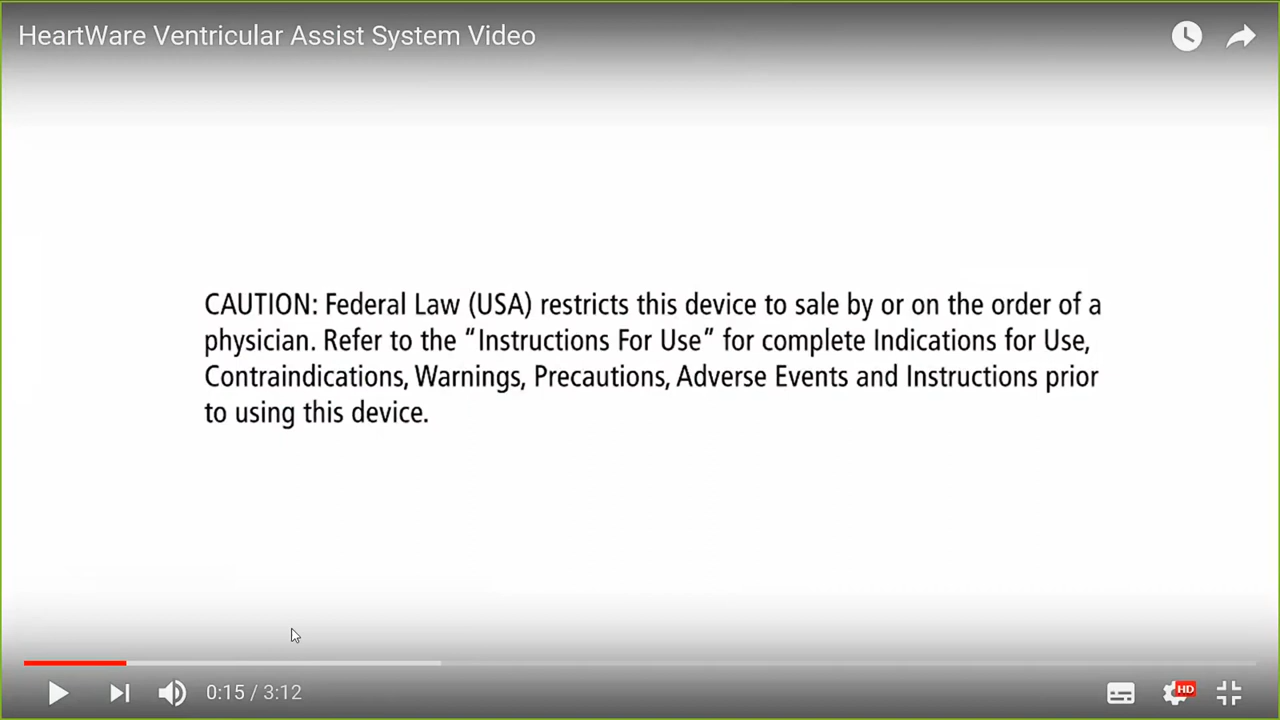 HeartWare Ventricular Assist System Video
CAUTION: Federal Law (USA) restricts this device to sale by or on the order of a
physician. Refer to the “Instructions For Use” for complete Indications for Use,
Contraindications, Warnings, Precautions, Adverse Events and Instructions prior
to using this device.
0:15 / 3:12
HD